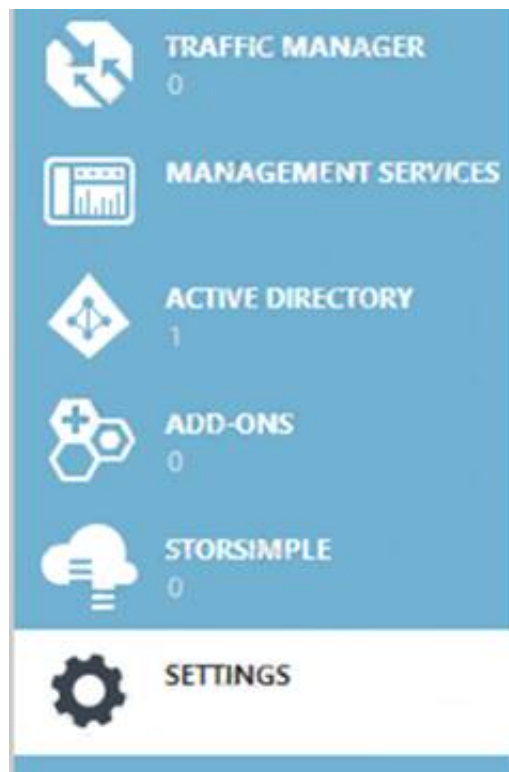 TRAFFIC MANAGER
0
MANAGEMENT SERVICES
ACTIVE DIRECTORY
1
ADD-ONS
0
STORSIMPLE
0
SETTINGS